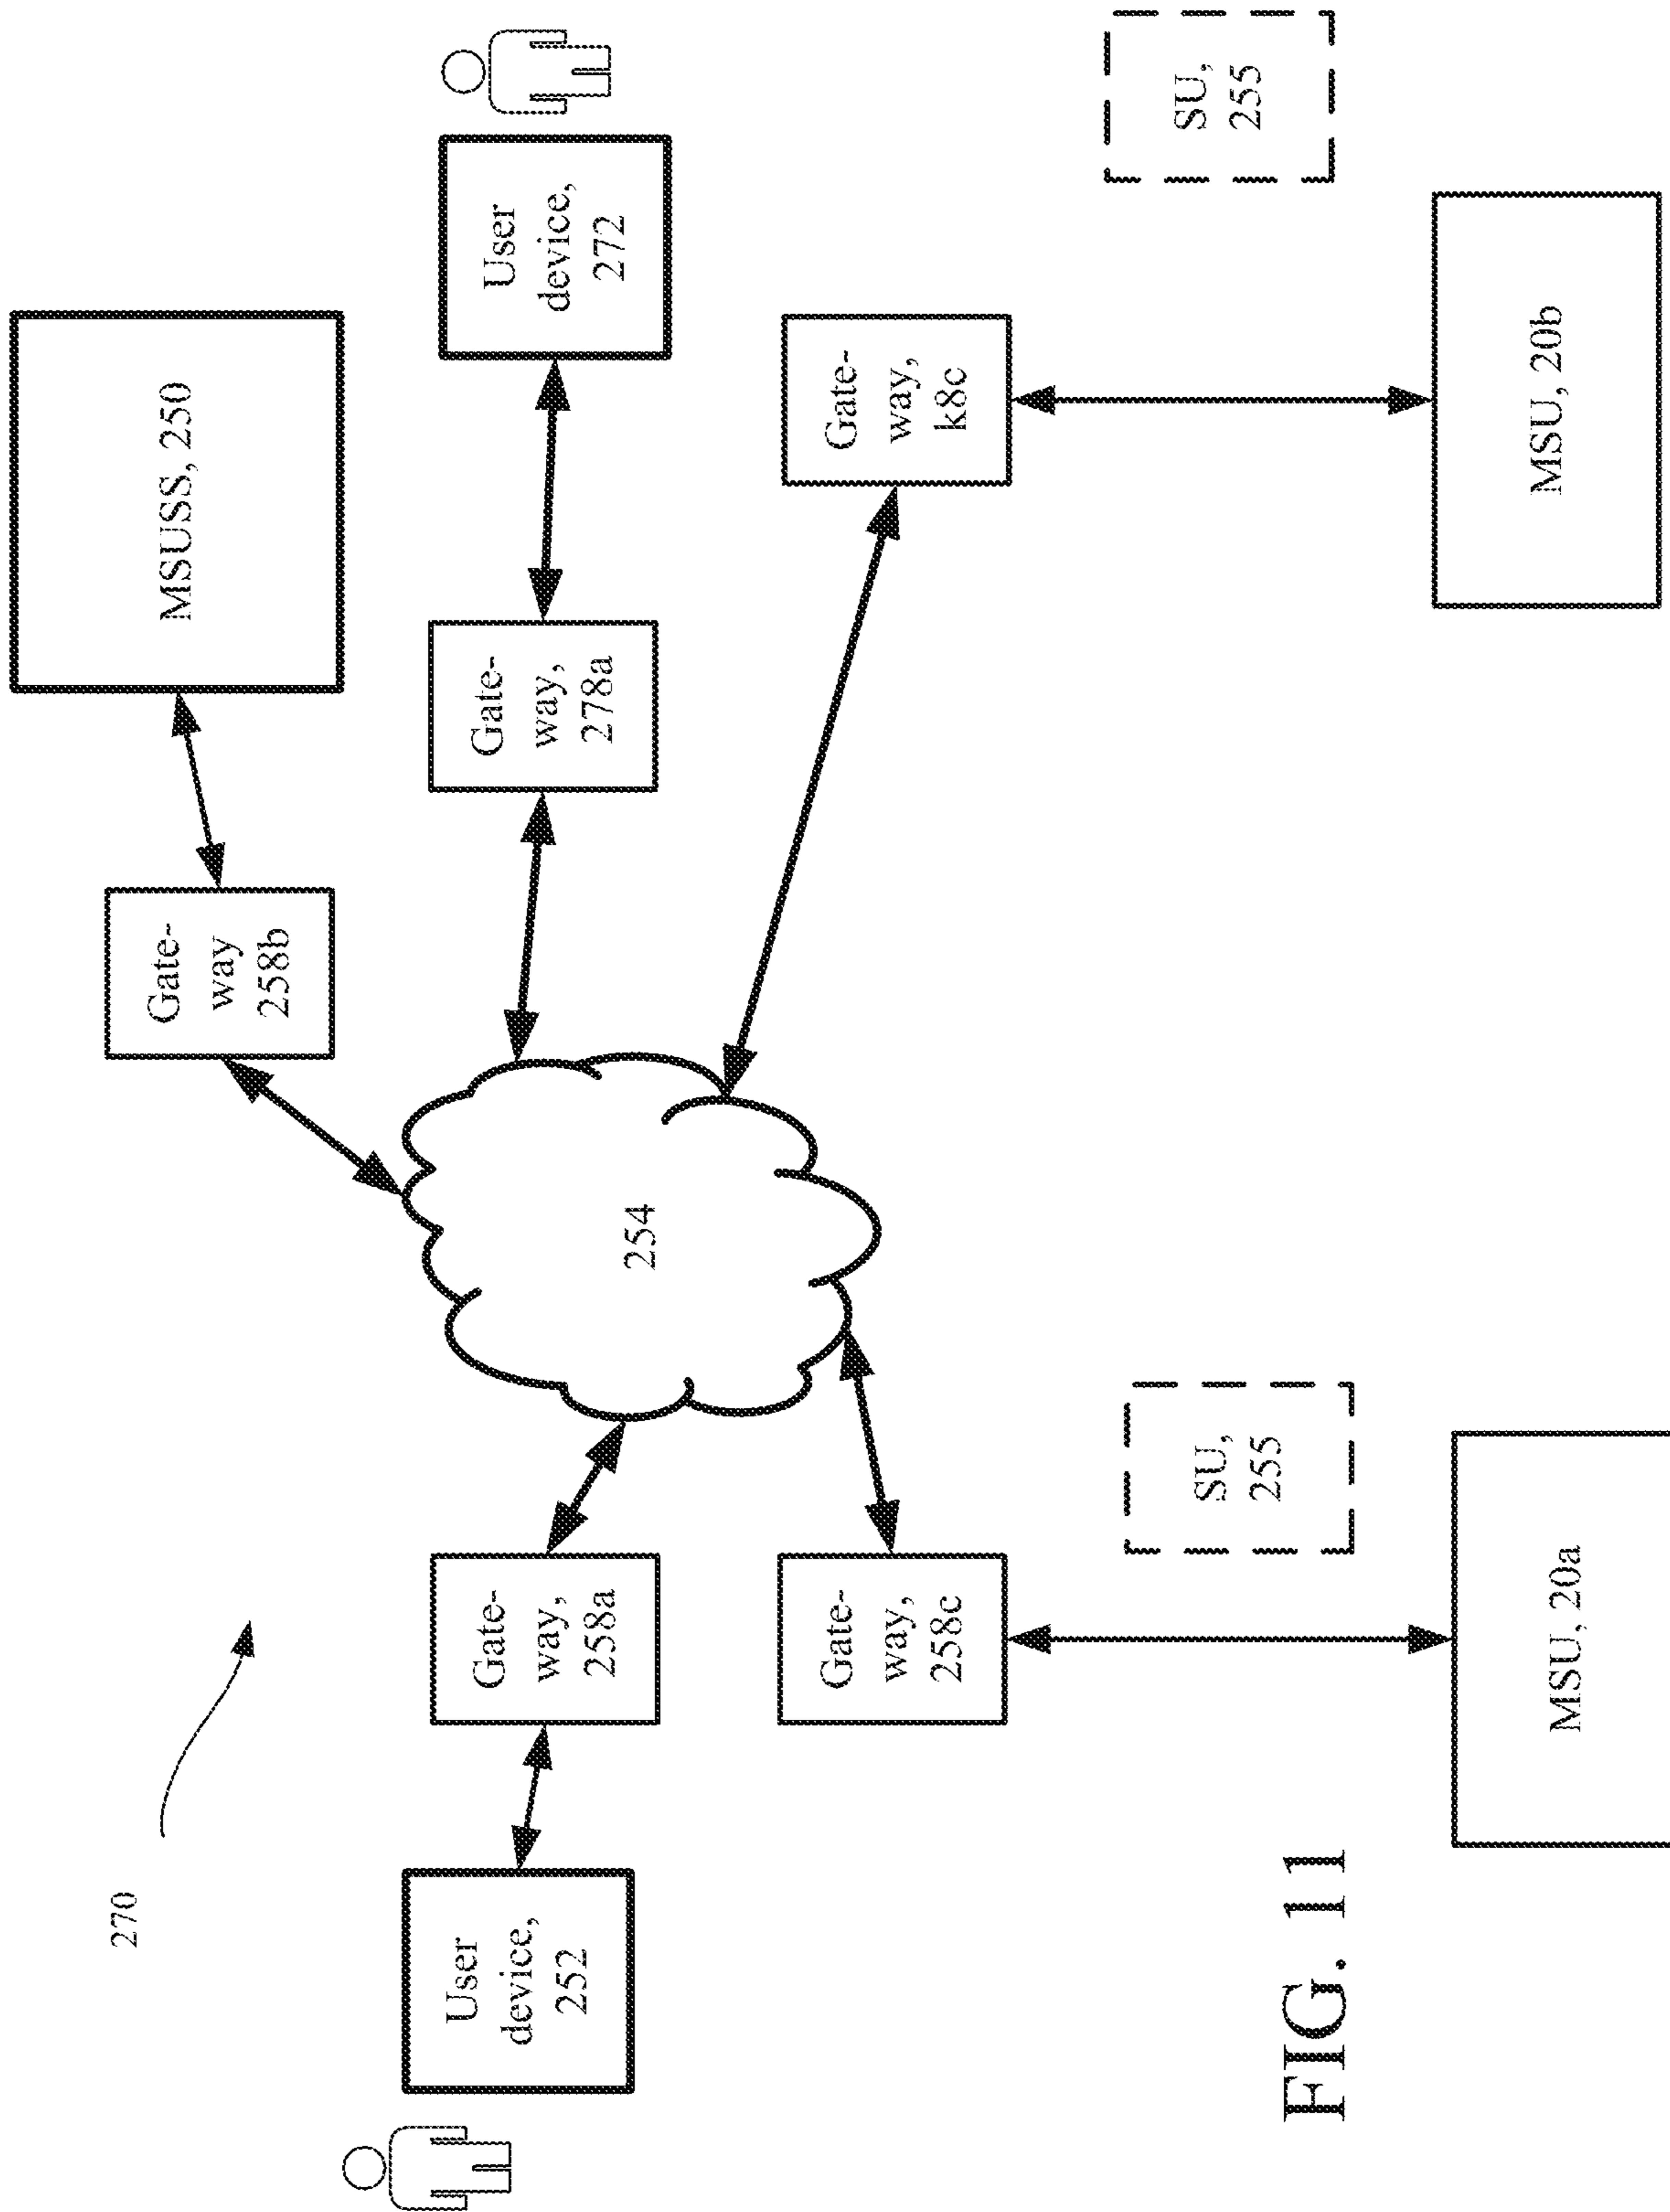 270
MSUSS, 250
Gate-
way
258b
User
device,
252
Gate-
way,
258a
254
Gate-
way,
278a
User
device,
272
Gate-
way,
258c
Gate-
way,
k8c
SU,
255
SU,
255
MSU, 20a
MSU, 20b
FIG. 11